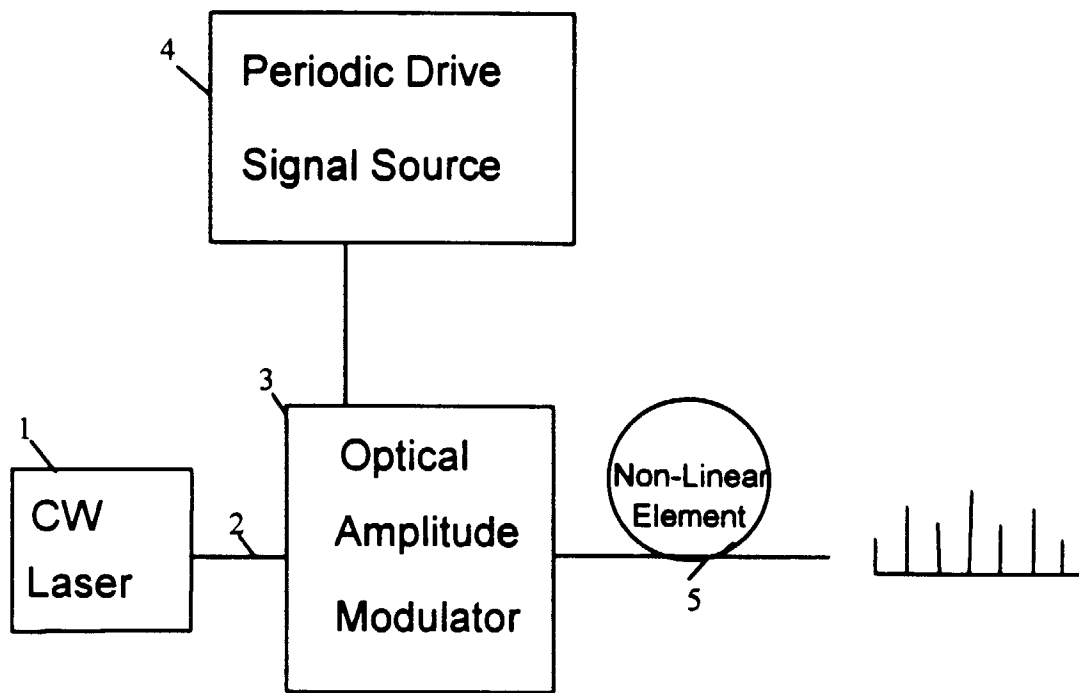 4
Periodic Drive
Signal Source
3
1
Optical
Amplitude
Modulator
CW
Laser
2
Non-Linear
Element
5